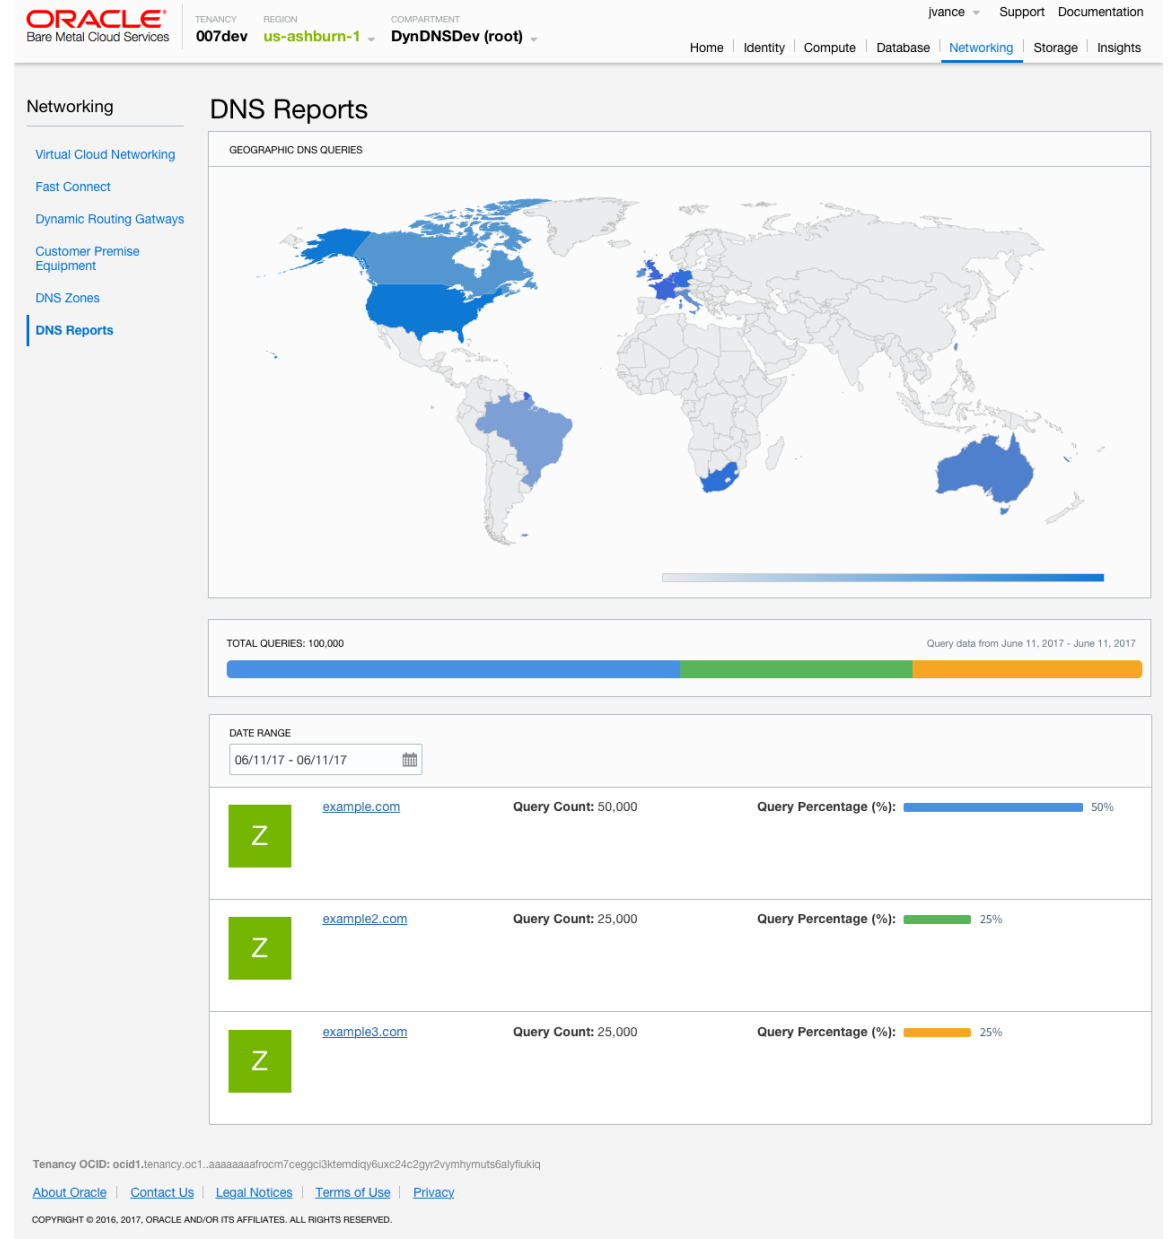 ORACLE®
Bare Metal Cloud Services
TENANCY
007dev
REGION
us-ashburn-1
COMPARTMENT
DynDNSDev (root)
jvance Support Documentation
Home Identity Compute Database Networking Storage Insights
Networking
Virtual Cloud Networking
Fast Connect
Dynamic Routing Gatways
Customer Premise
Equipment
DNS Zones
DNS Reports
DNS Reports
GEOGRAPHIC DNS QUERIES
TOTAL QUERIES: 100,000
Query data from June 11, 2017 - June 11, 2017
DATE RANGE
06/11/17 - 06/11/17
Z
example.com
Query Count: 50,000
Query Percentage (%): 50%
Z
example2.com
Query Count: 25,000
Query Percentage (%): 25%
Z
example3.com
Query Count: 25,000
Query Percentage (%): 25%
Tenancy OCID: ocid1.tenancy.oc1..aaaaaaaafrocm7ceggci3ktemdiqy6uxc24c2gyr2vymhymuts6alyfiukiq
About Oracle Contact Us Legal Notices Terms of Use Privacy
COPYRIGHT © 2016, 2017, ORACLE AND/OR ITS AFFILIATES. ALL RIGHTS RESERVED.